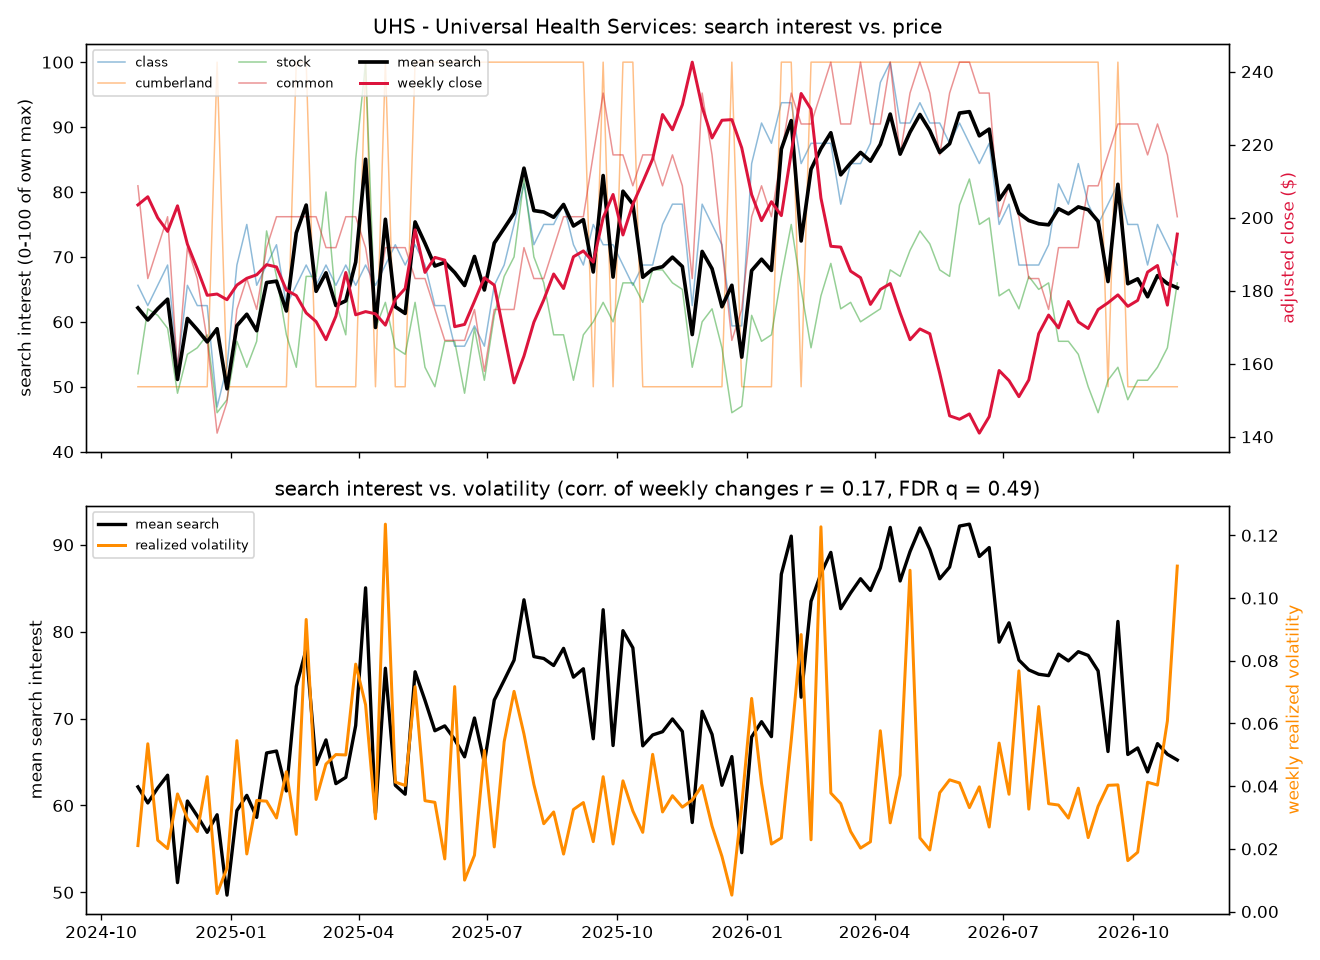 UHS - Universal Health Services: search interest vs. price
class
cumberland
stock
common
mean search
weekly close
search interest (0-100 of own max)
100
90
80
70
60
50
40
240
220
200
180
160
140
adjusted close ($)
search interest vs. volatility (corr. of weekly changes r = 0.17, FDR q = 0.49)
mean search
realized volatility
mean search interest
90
80
70
60
50
0.12
0.10
0.08
0.06
0.04
0.02
0.00
weekly realized volatility
2024-10 2025-01 2025-04 2025-07 2025-10 2026-01 2026-04 2026-07 2026-10